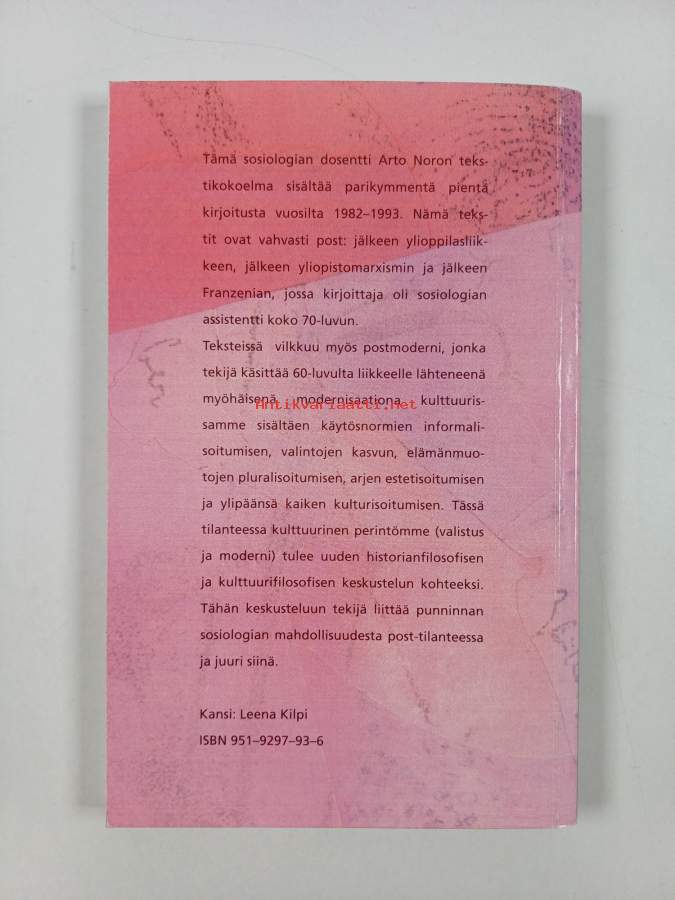 Tämä sosiologian dosentti Arto Noron teks-
tikokoelma sisältää parikymmentä pientä
kirjoitusta vuosilta 1982–1993. Nämä teks-
tit ovat vahvasti post: jälkeen ylioppilasliik-
keen, jälkeen yliopistomarxismin ja jälkeen
Franzenian, jossa kirjoittaja oli sosiologian
assistentti koko 70-luvun.
Teksteissä vilkkuu myös postmoderni, jonka
tekijä käsittää 60-luvulta liikkeelle lähteneenä
myöhäisenä modernisaationa kulttuuris-
Antikvariaatti.net
samme sisältäen käytösnormien informali-
soitumisen, valintojen kasvun, elämänmuo-
tojen pluralisoitumisen, arjen estetisoitumisen
ja ylipäänsä kaiken kulturisoitumisen. Tässä
tilanteessa kulttuurinen perintömme (valistus
ja moderni) tulee uuden historianfilosofisen
ja kulttuurifilosofisen keskustelun kohteeksi.
Tähän keskusteluun tekijä liittää punninnan
sosiologian mahdollisuudesta post-tilanteessa
ja juuri siinä.
Kansi: Leena Kilpi
ISBN 951–9297–93–6